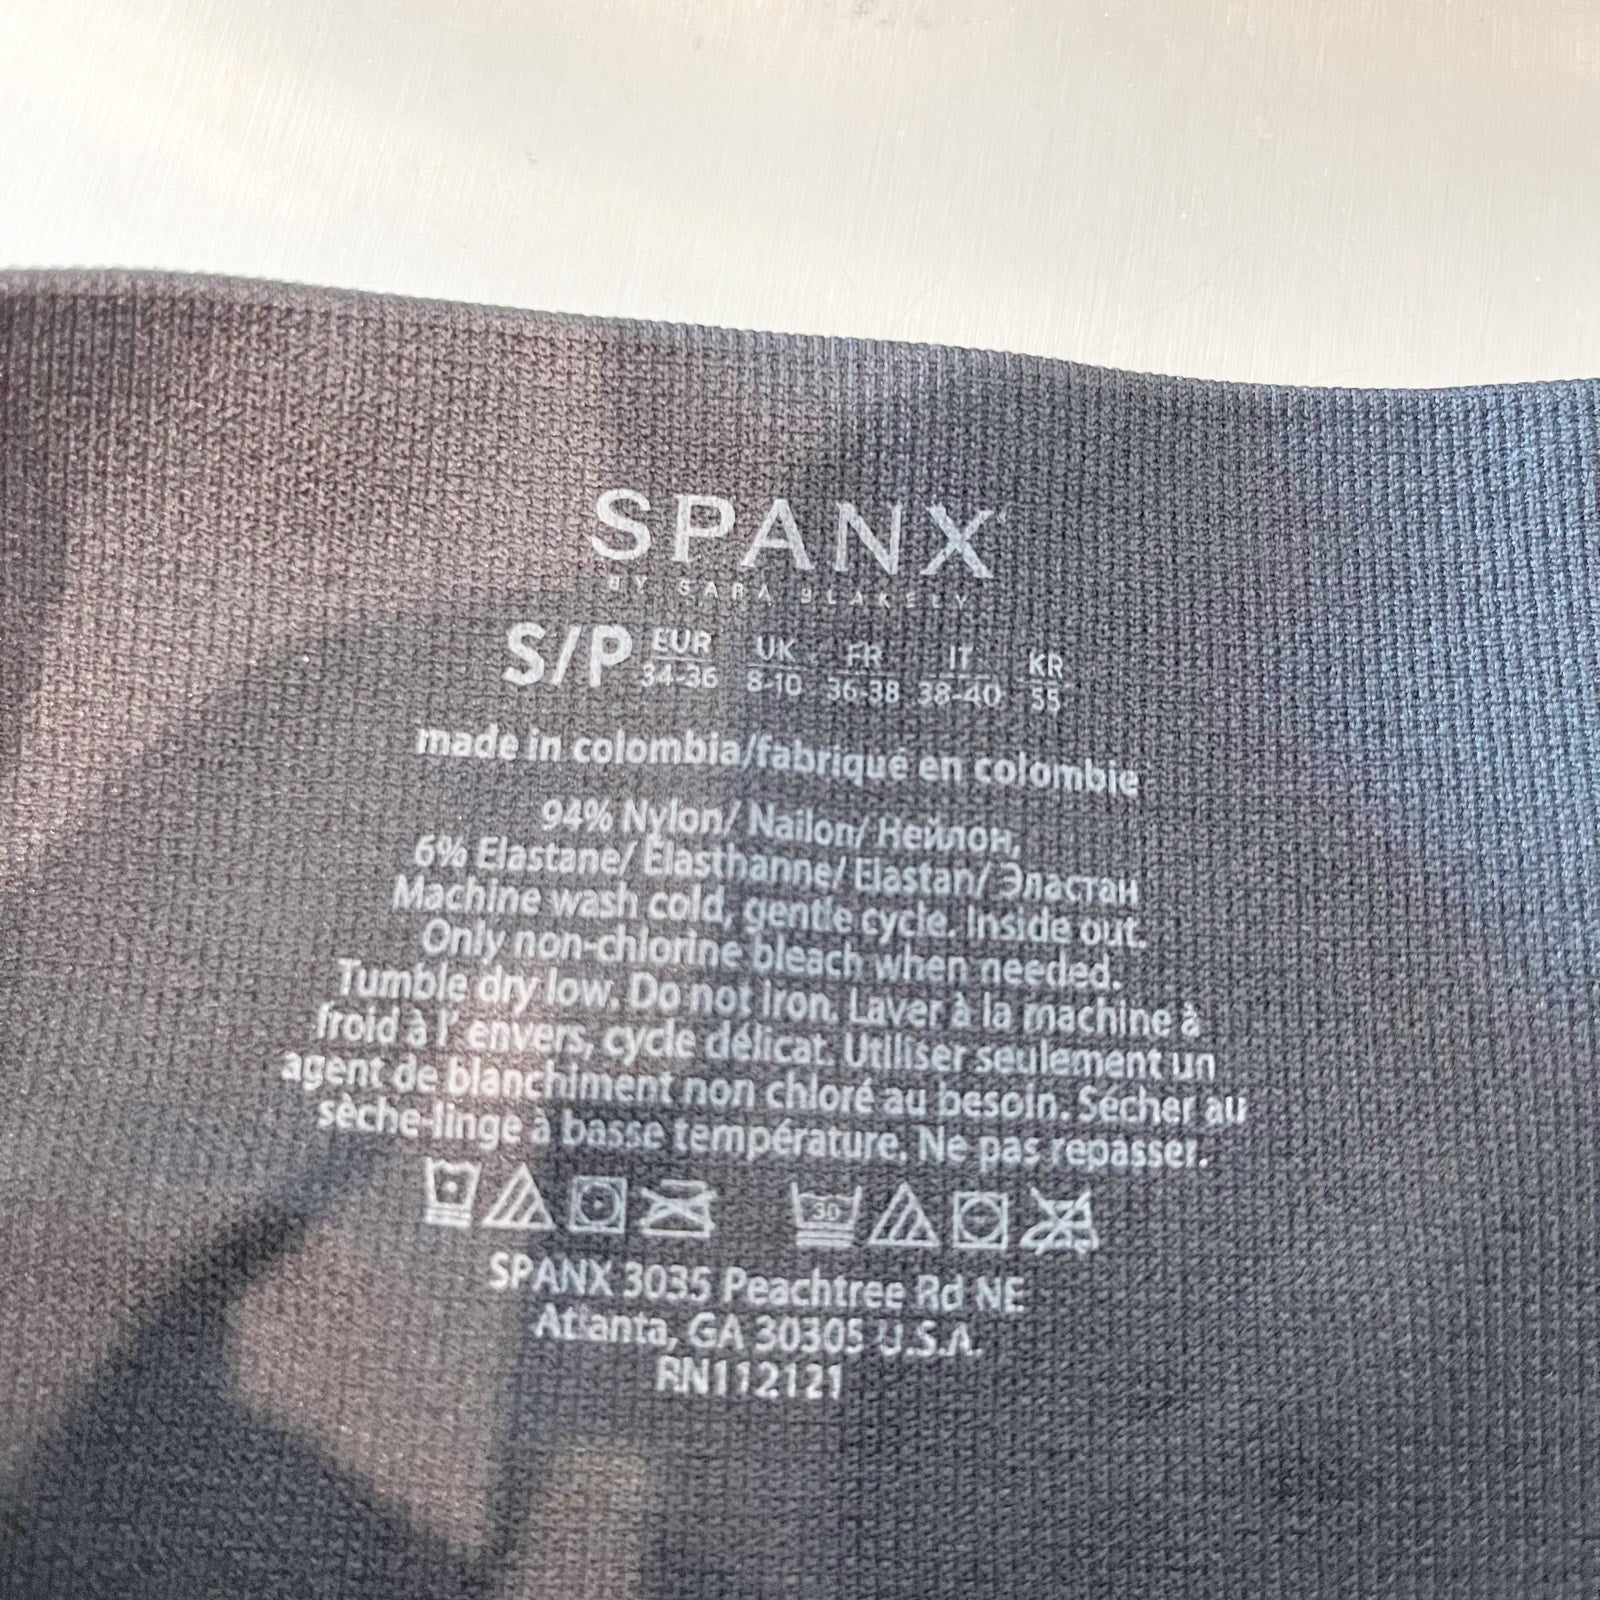 SPANX
BY SARA BLAKELY
S/P EUR 34-36 UK 8-10 FR 36-38 IT 38-40 KR 55
made in colombia/fabriqué en colombie
94% Nylon/ Nailon/ Нейлон,
6% Elastane/ Élasthanne/ Elastan/ Эластан
Machine wash cold, gentle cycle. Inside out.
Only non-chlorine bleach when needed.
Tumble dry low. Do not iron. Laver à la machine à
froid à l' envers, cycle délicat. Utiliser seulement un
agent de blanchiment non chloré au besoin. Sécher au
sèche-linge à basse température. Ne pas repasser.
30
SPANX 3035 Peachtree Rd NE
Atlanta, GA 30305 U.S.A.
RN112121